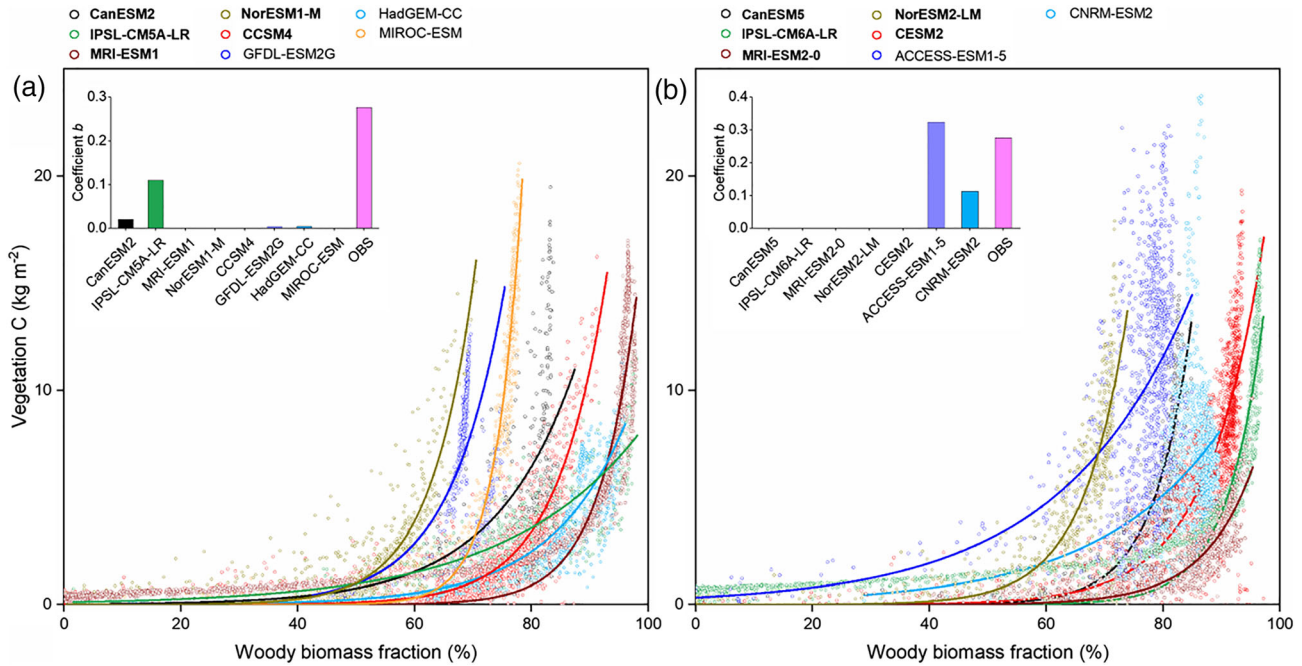 CanESM2
NorESM1-M
HadGEM-CC
IPSL-CM5A-LR
CCSM4
MIROC-ESM
MRI-ESM1
GFDL-ESM2G
CanESM5
NorESM2-LM
CNRM-ESM2
IPSL-CM6A-LR
CESM2
MRI-ESM2-0
ACCESS-ESM1-5
(a)
Coefficient b
0.3
0.2
0.1
0.0
CanESM2
IPSL-CM5A-LR
MRI-ESM1
NorESM1-M
CCSM4
GFDL-ESM2G
HadGEM-CC
MIROC-ESM
OBS
Vegetation C (kg m-2)
20
10
0
0 20 40 60 80 100
Woody biomass fraction (%)
(b)
Coefficient b
0.4
0.3
0.2
0.1
0.0
CanESM5
IPSL-CM6A-LR
MRI-ESM2-0
NorESM2-LM
CESM2
ACCESS-ESM1-5
CNRM-ESM2
OBS
20
10
0
0 20 40 60 80 100
Woody biomass fraction (%)